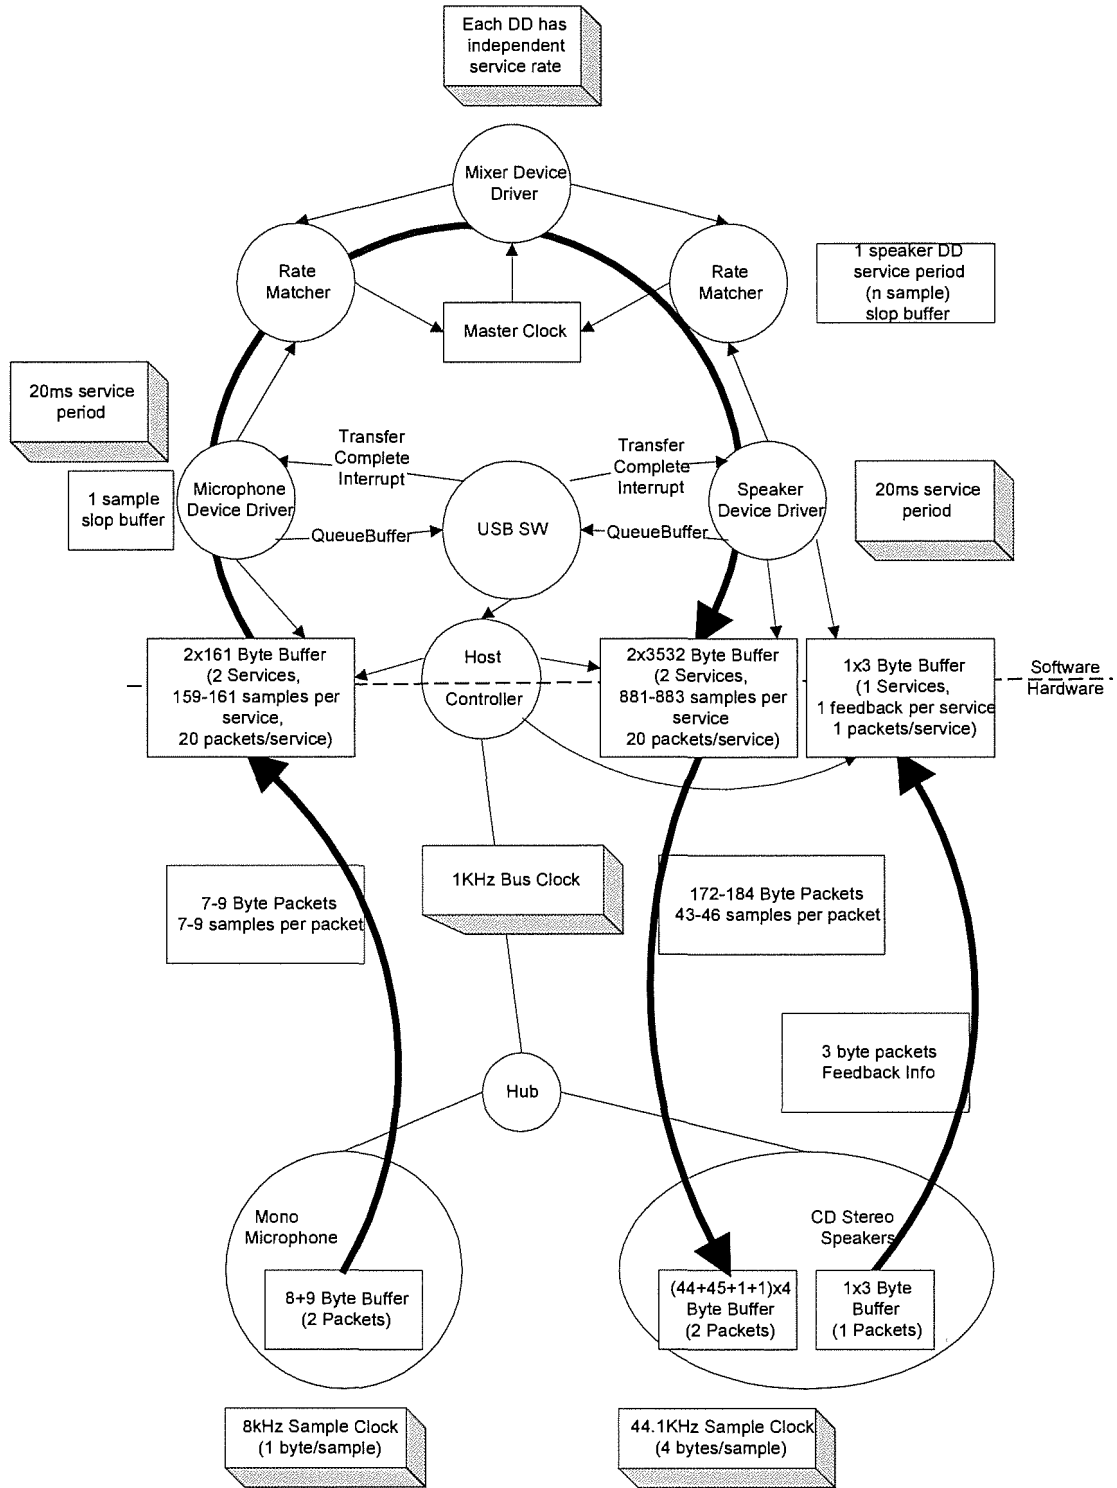 Each DD has
independent
service rate
Mixer Device
Driver
Rate
Matcher
Rate
Matcher
1 speaker DD
service period
(n sample)
slop buffer
Master Clock
20ms service
period
Transfer
Complete
Interrupt
Transfer
Complete
Interrupt
1 sample
slop buffer
Microphone
Device Driver
USB SW
Speaker
Device Driver
20ms service
period
QueueBuffer
QueueBuffer
2x161 Byte Buffer
(2 Services,
159-161 samples per
service,
20 packets/service)
Host
Controller
2x3532 Byte Buffer
(2 Services,
881-883 samples per
service
20 packets/service)
1x3 Byte Buffer
(1 Services,
1 feedback per service
1 packets/service)
Software
Hardware
7-9 Byte Packets
7-9 samples per packet
1KHz Bus Clock
172-184 Byte Packets
43-46 samples per packet
3 byte packets
Feedback Info
Hub
Mono
Microphone
CD Stereo
Speakers
8+9 Byte Buffer
(2 Packets)
(44+45+1+1)x4
Byte Buffer
(2 Packets)
1x3 Byte
Buffer
(1 Packets)
8kHz Sample Clock
(1 byte/sample)
44.1KHz Sample Clock
(4 bytes/sample)